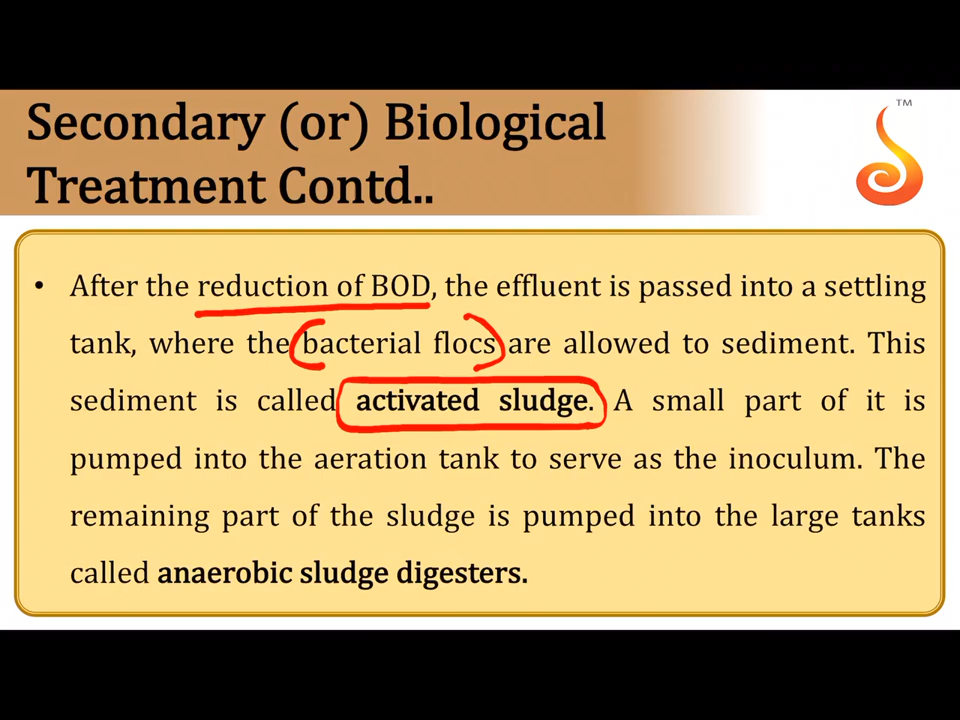 TM
Secondary (or) Biological
Treatment Contd..
• After the reduction of BOD, the effluent is passed into a settling
tank, where the bacterial flocs are allowed to sediment. This
sediment is called activated sludge. A small part of it is
pumped into the aeration tank to serve as the inoculum. The
remaining part of the sludge is pumped into the large tanks
called anaerobic sludge digesters.